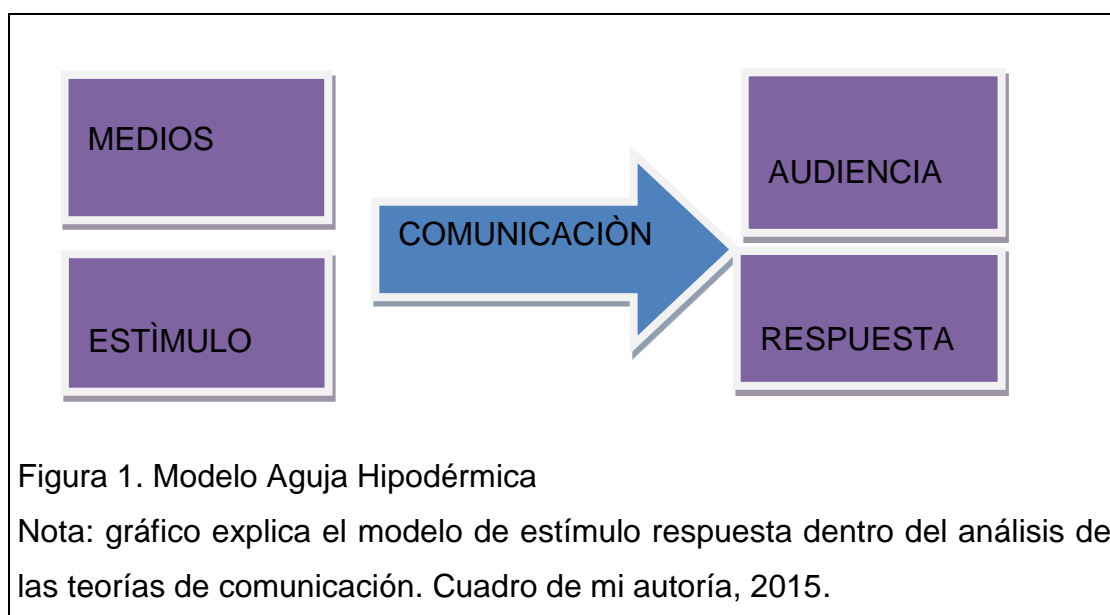 MEDIOS
ESTÌMULO
COMUNICACIÒN
AUDIENCIA
RESPUESTA
Figura 1. Modelo Aguja Hipodérmica
Nota: gráfico explica el modelo de estímulo respuesta dentro del análisis de
las teorías de comunicación. Cuadro de mi autoría, 2015.